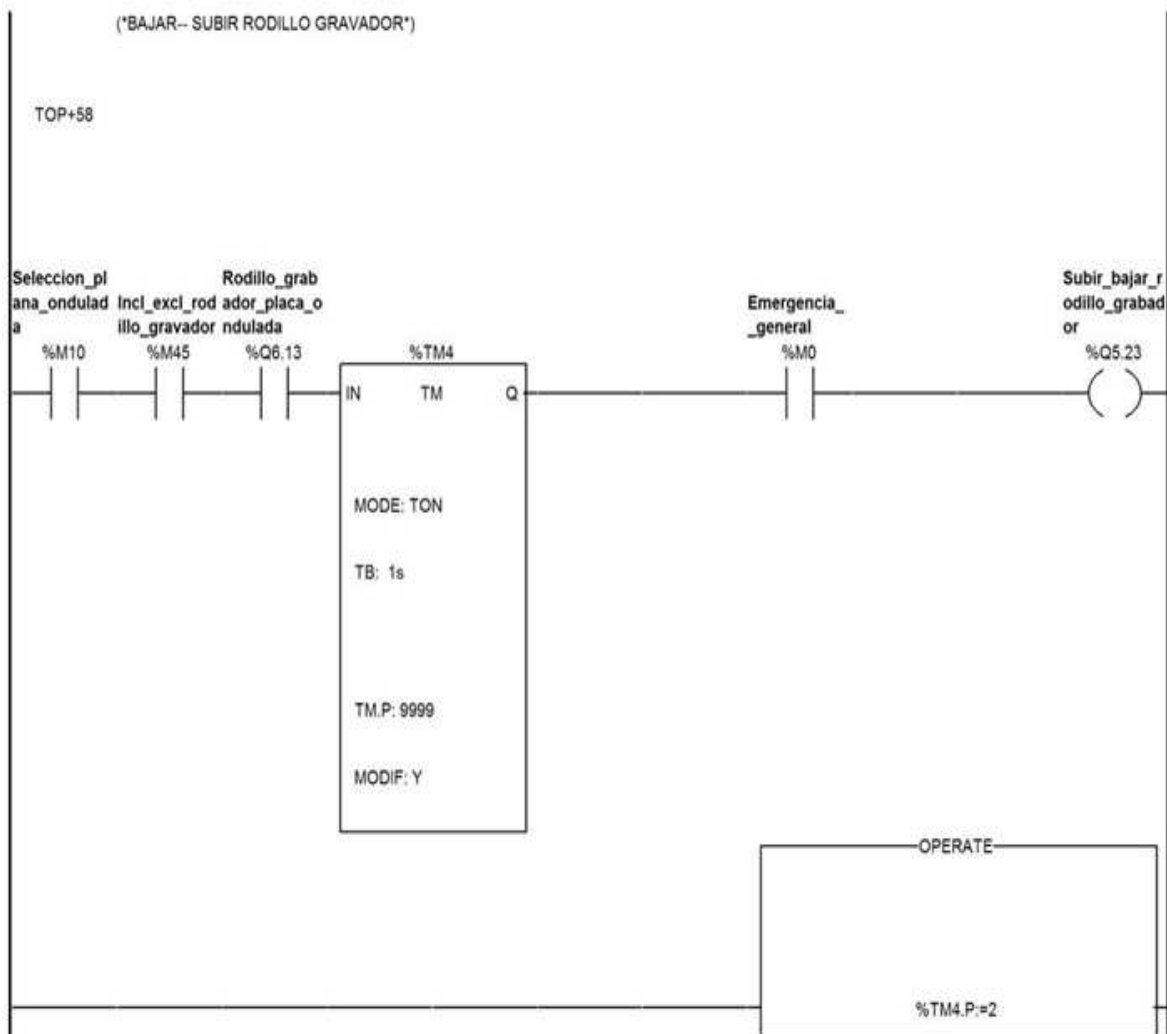 (*BAJAR-- SUBIR RODILLO GRAVADOR*)
TOP+58
Seleccion_pl
ana_ondulad
a
%M10
Incl_excl_rod
illo_gravador
%M45
Rodillo_grab
ador_placa_o
ndulada
%Q6.13
%TM4
IN TM Q
MODE: TON
TB: 1s
TM.P: 9999
MODIF: Y
Emergencia_
_general
%M0
Subir_bajar_r
odillo_grabad
or
%Q5.23
OPERATE
%TM4.P:=2